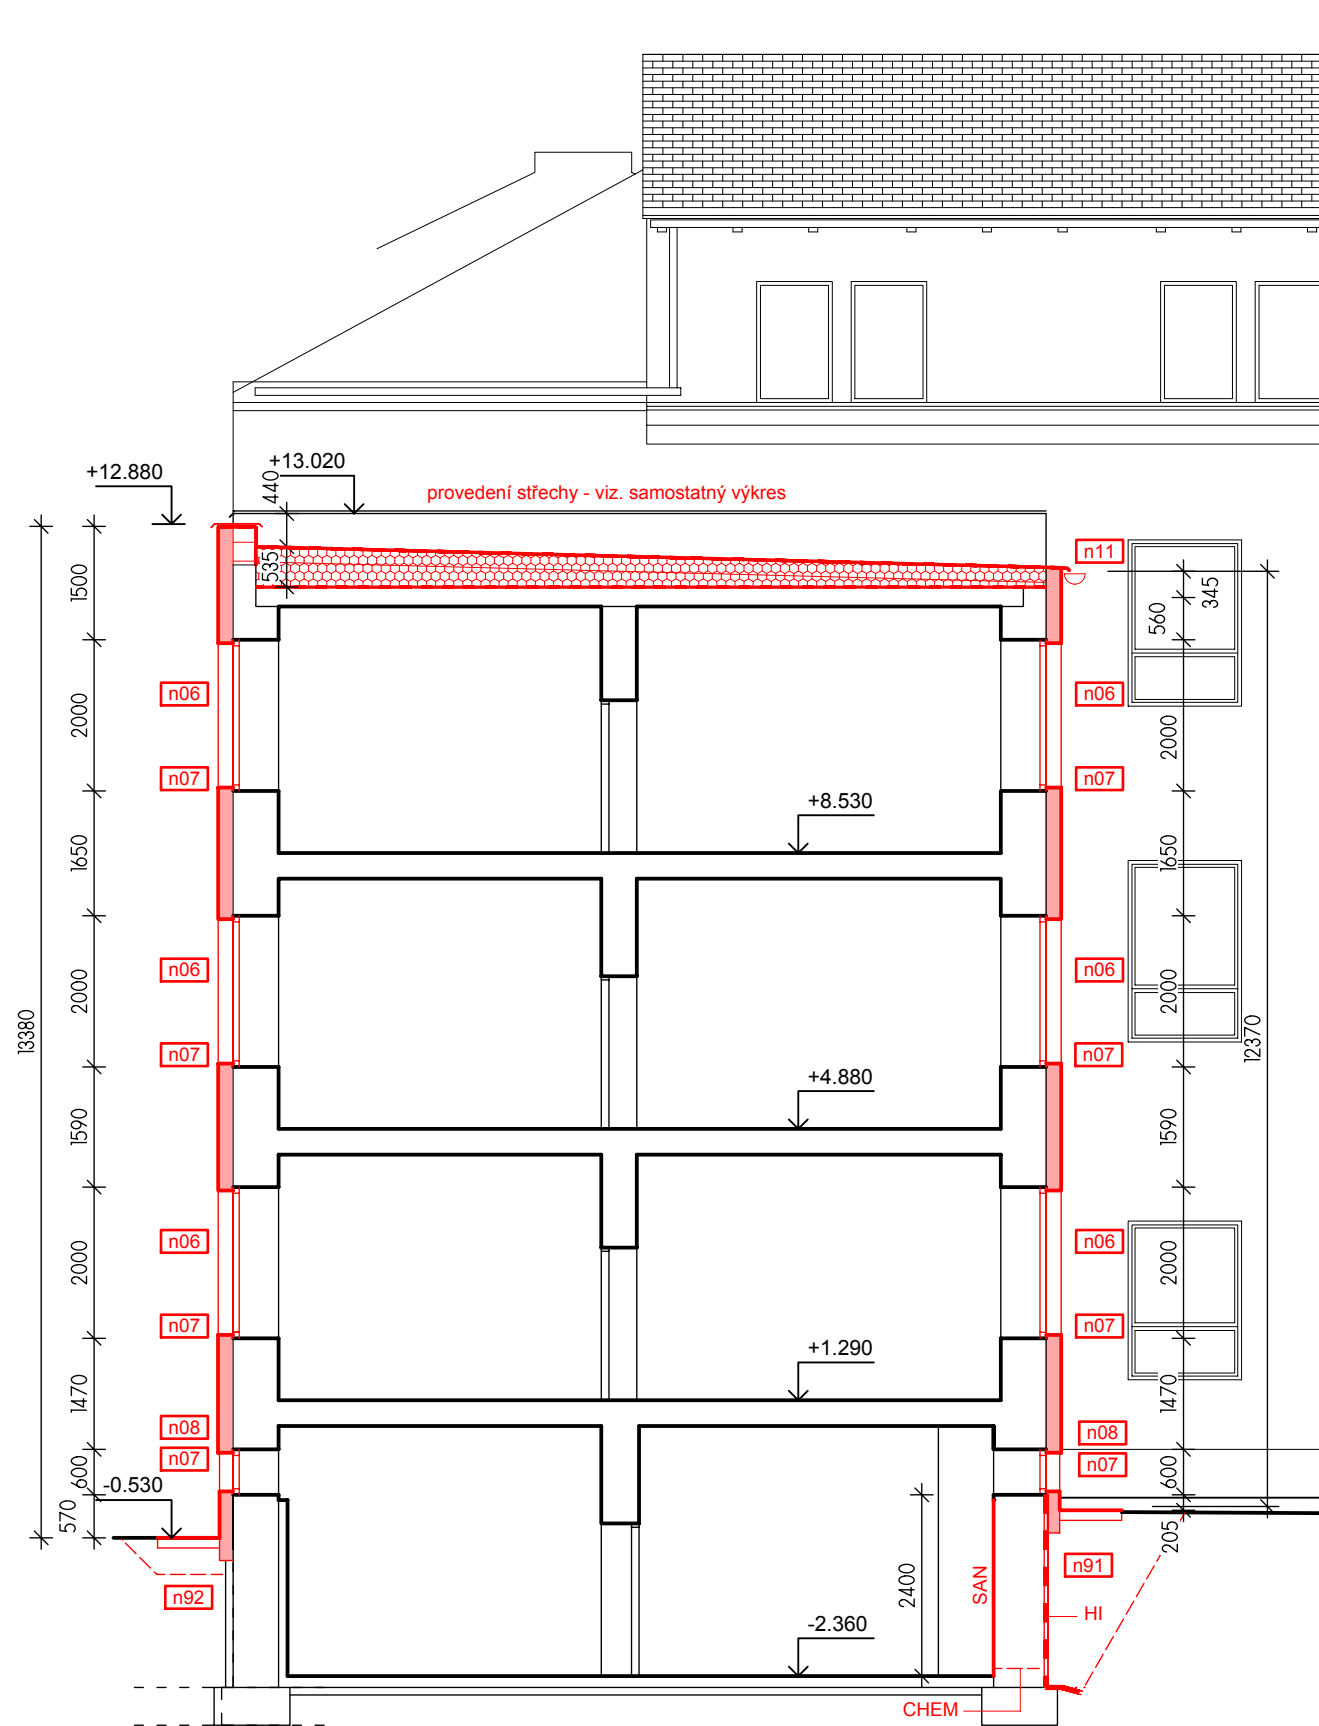 +12.880
+13.020
440
provedení střechy - viz. samostatný výkres
535
1500
n11
345
560
n06
n06
2000
2000
n07
n07
+8.530
1650
1650
n06
n06
2000
2000
13380
12370
n07
n07
+4.880
1590
1590
n06
n06
2000
2000
n07
n07
+1.290
1470
1470
n08
n08
n07
n07
600
600
-0.530
570
205
n91
n92
2400
SAN
HI
-2.360
CHEM